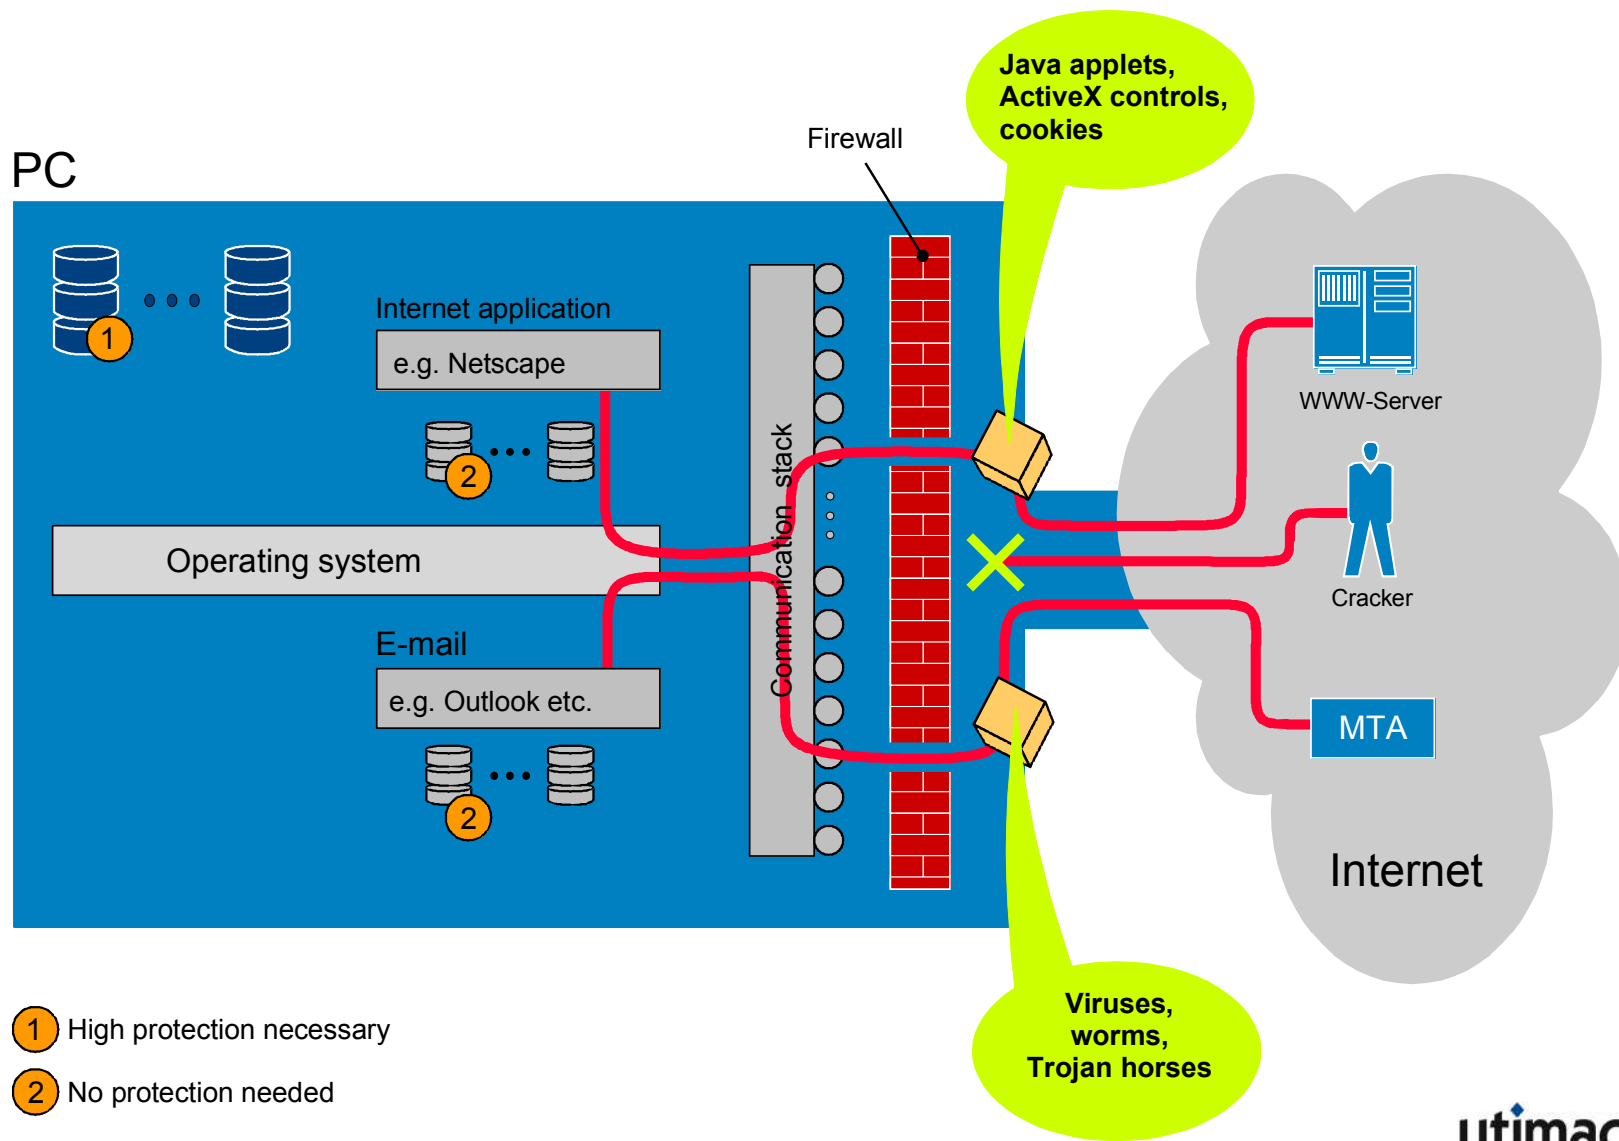 Java applets,
ActiveX controls,
cookies
Firewall
PC
Internet application
1
e.g. Netscape
WWW-Server
2
Communication stack
Operating system
Cracker
E-mail
e.g. Outlook etc.
MTA
2
Internet
Viruses,
worms,
Trojan horses
1 High protection necessary
2 No protection needed
utimac